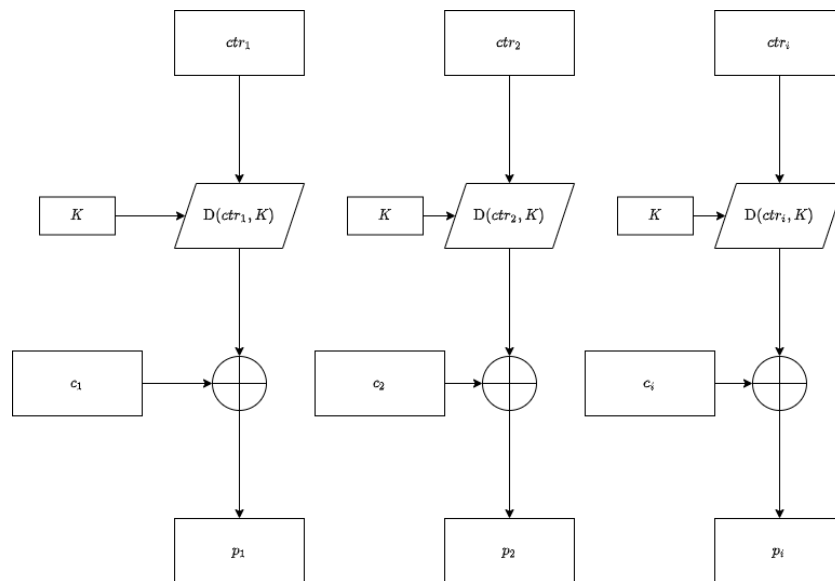 ctr₁ ctr₂ ctrᵢ
K D(ctr₁, K) K D(ctr₂, K) K D(ctrᵢ, K)
c₁ c₂ cᵢ
p₁ p₂ pᵢ